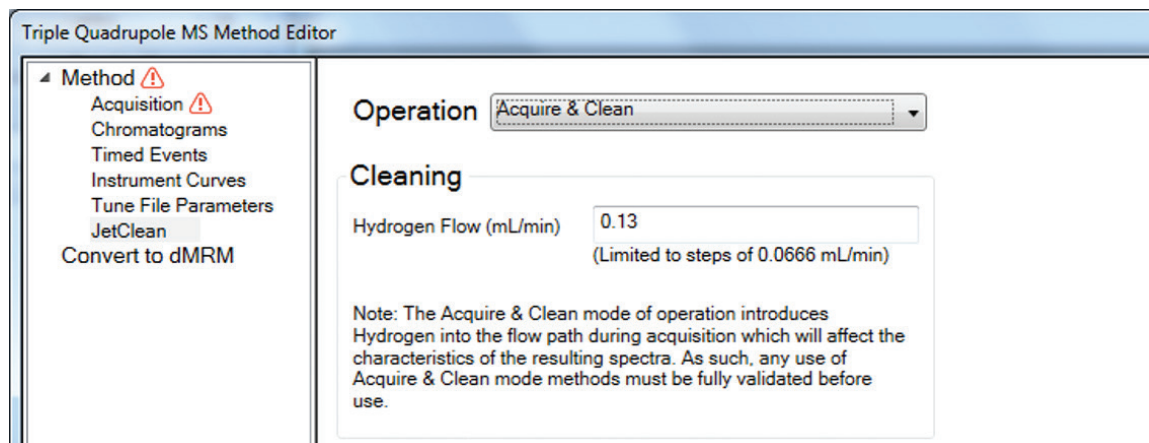 Triple Quadrupole MS Method Editor
Method
Acquisition
Chromatograms
Timed Events
Instrument Curves
Tune File Parameters
JetClean
Convert to dMRM
Operation Acquire & Clean
Cleaning
Hydrogen Flow (mL/min) 0.13
(Limited to steps of 0.0666 mL/min)
Note: The Acquire & Clean mode of operation introduces
Hydrogen into the flow path during acquisition which will affect the
characteristics of the resulting spectra. As such, any use of
Acquire & Clean mode methods must be fully validated before
use.